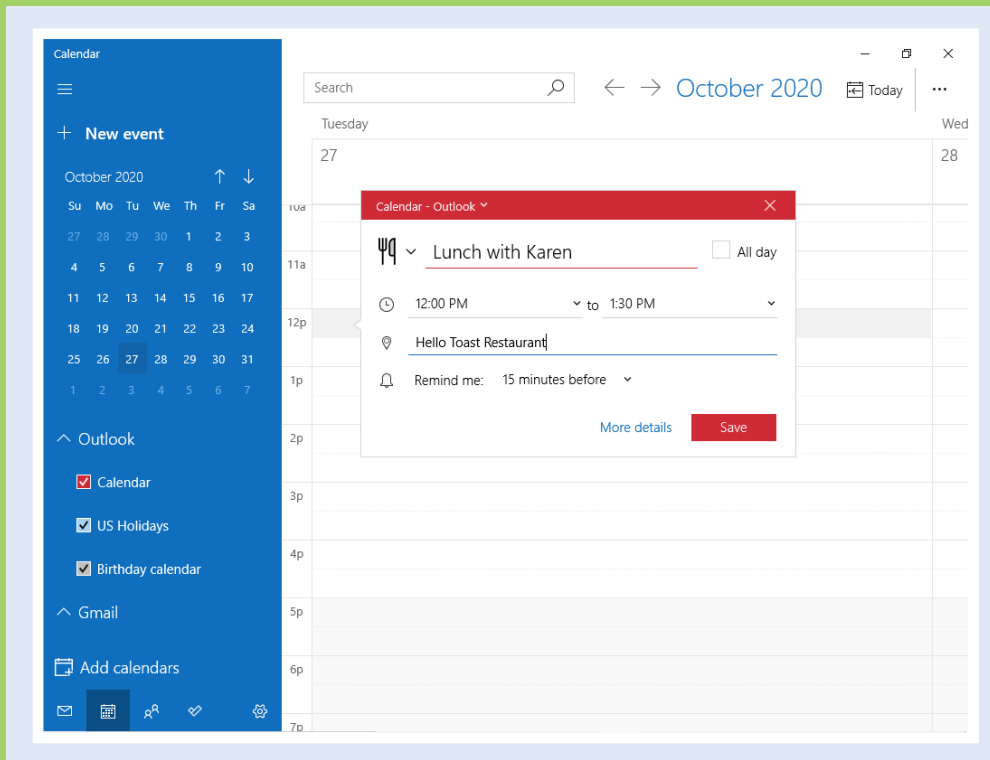 Calendar
New event
October 2020
Su Mo Tu We Th Fr Sa
27 28 29 30 1 2 3
4 5 6 7 8 9 10
11 12 13 14 15 16 17
18 19 20 21 22 23 24
25 26 27 28 29 30 31
1 2 3 4 5 6 7
Outlook
Calendar
US Holidays
Birthday calendar
Gmail
Add calendars
Search
October 2020
Today
Tuesday
Wed
27
28
10a
11a
12p
1p
2p
3p
4p
5p
6p
7p
Calendar - Outlook
Lunch with Karen
All day
12:00 PM to 1:30 PM
Hello Toast Restaurant
Remind me: 15 minutes before
More details
Save